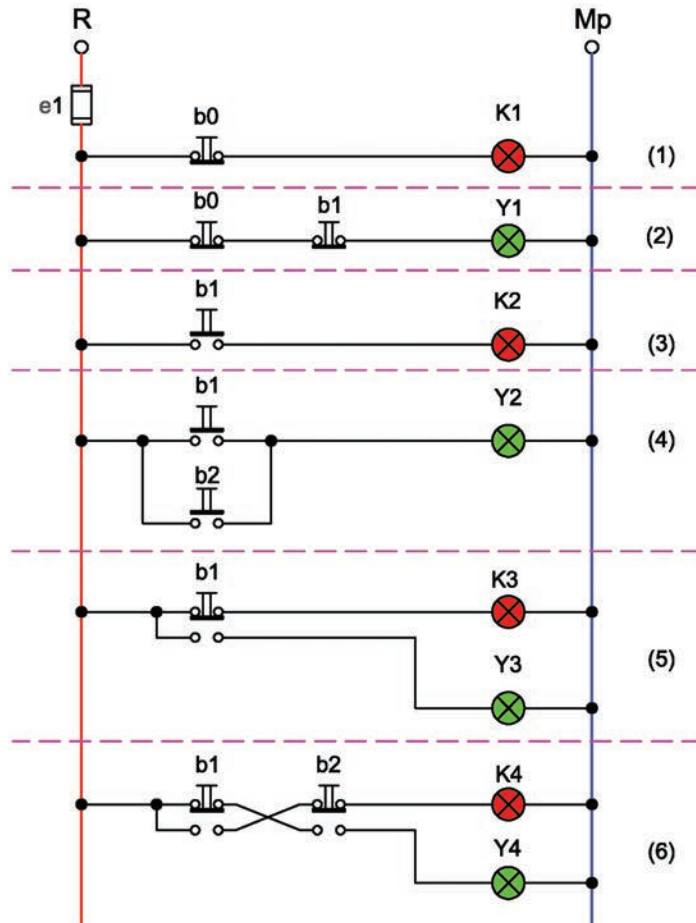 R Mp
e1
b0 K1
(1)
b0 b1 Y1
(2)
b1 K2
(3)
b1 Y2
(4)
b2
b1 K3
(5)
Y3
b1 b2 K4
(6)
Y4